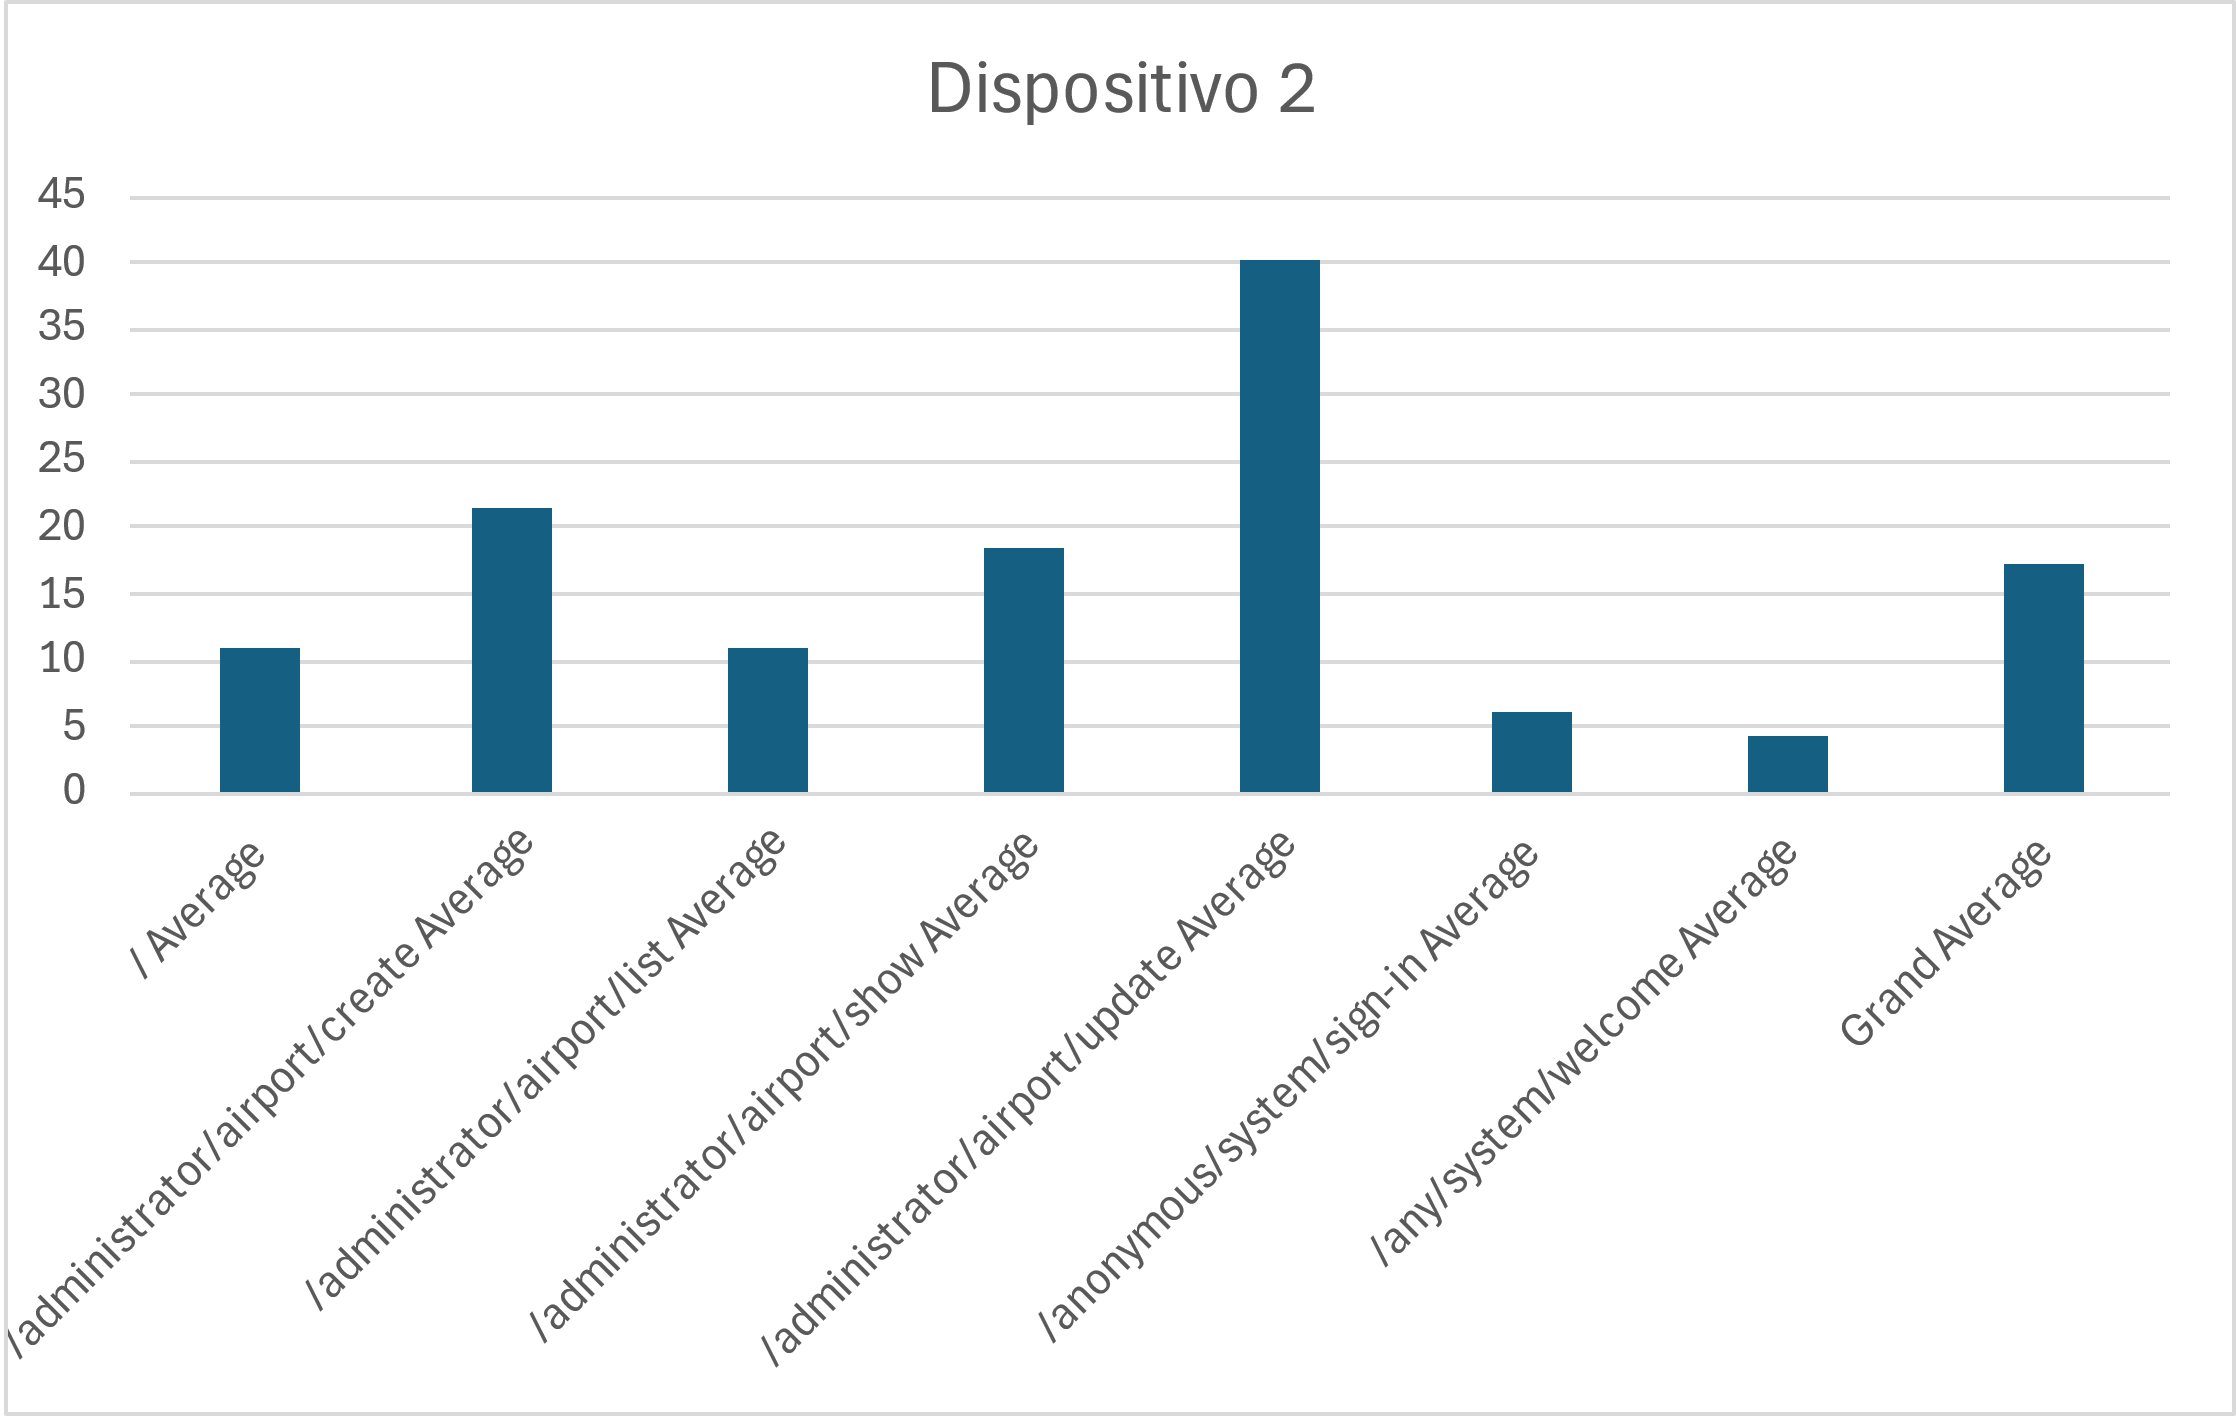 Dispositivo 2
45
40
35
30
25
20
15
10
5
0
/ Average
/administrator/airport/create Average
/administrator/airport/list Average
/administrator/airport/show Average
/administrator/airport/update Average
/anonymous/system/sign-in Average
/any/system/welcome Average
Grand Average